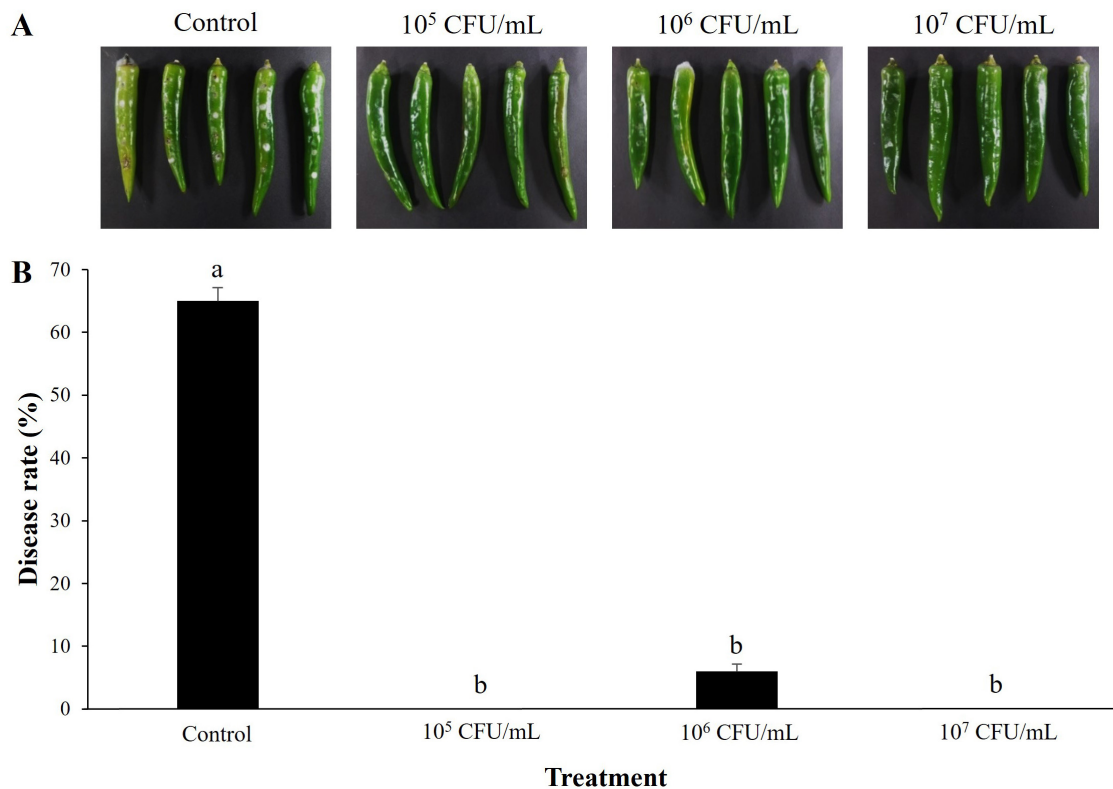 A
Control
10⁵ CFU/mL
10⁶ CFU/mL
10⁷ CFU/mL
B
Disease rate (%)
70
60
50
40
30
20
10
0
a
b
b
b
Control
10⁵ CFU/mL
10⁶ CFU/mL
10⁷ CFU/mL
Treatment